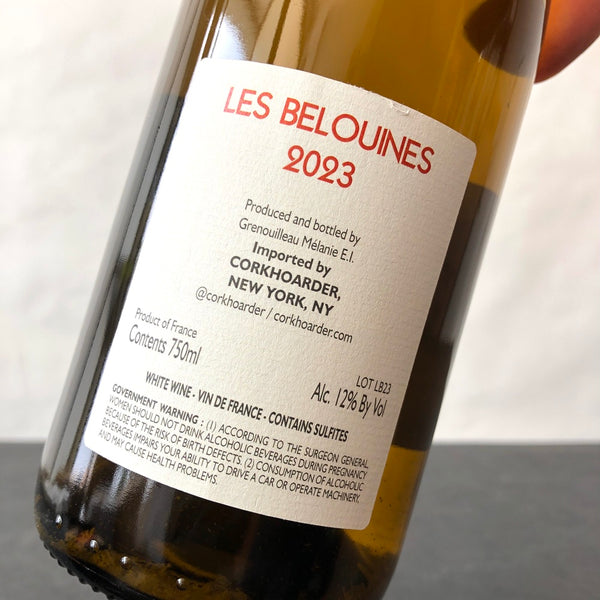 LES BELOUINES
2023
Produced and bottled by
Grenouilleau Mélanie E.I.
Imported by
CORKHOARDER,
NEW YORK, NY
@corkhoarder / corkhoarder.com
Product of France
Contents 750ml
LOT LB23
Alc. 12% By Vol
WHITE WINE - VIN DE FRANCE - CONTAINS SULFITES
GOVERNMENT WARNING : (1) ACCORDING TO THE SURGEON GENERAL,
WOMEN SHOULD NOT DRINK ALCOHOLIC BEVERAGES DURING PREGNANCY
BECAUSE OF THE RISK OF BIRTH DEFECTS. (2) CONSUMPTION OF ALCOHOLIC
BEVERAGES IMPAIRS YOUR ABILITY TO DRIVE A CAR OR OPERATE MACHINERY,
AND MAY CAUSE HEALTH PROBLEMS.